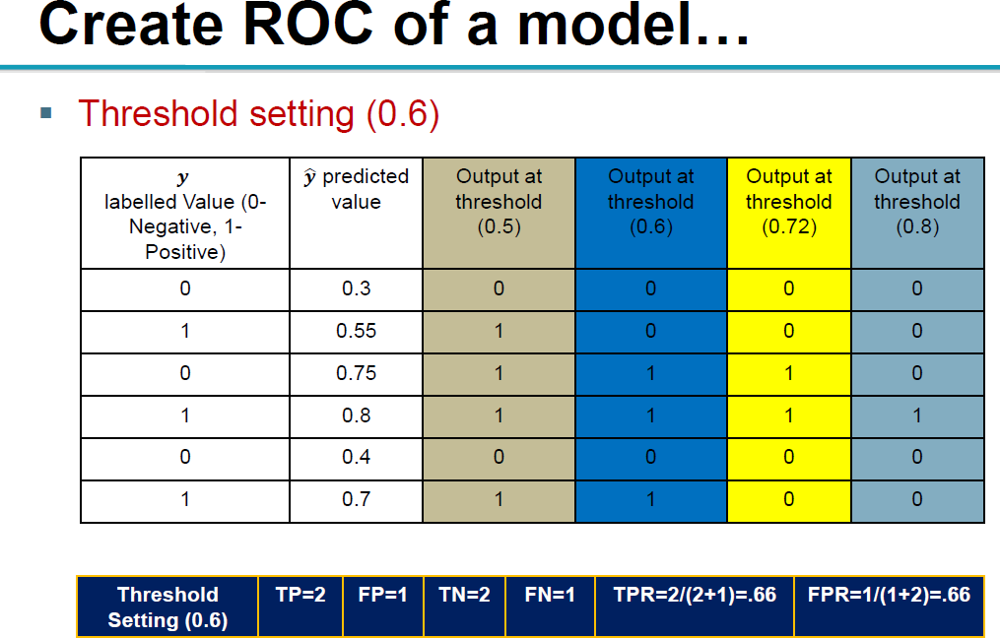 Create ROC of a model…
▪ Threshold setting (0.6)
y
labelled Value (0-
Negative, 1-
Positive)
ŷ predicted
value
Output at
threshold
(0.5)
Output at
threshold
(0.6)
Output at
threshold
(0.72)
Output at
threshold
(0.8)
0 0.3 0 0 0 0
1 0.55 1 0 0 0
0 0.75 1 1 1 0
1 0.8 1 1 1 1
0 0.4 0 0 0 0
1 0.7 1 1 0 0
Threshold
Setting (0.6)
TP=2
FP=1
TN=2
FN=1
TPR=2/(2+1)=.66
FPR=1/(1+2)=.66